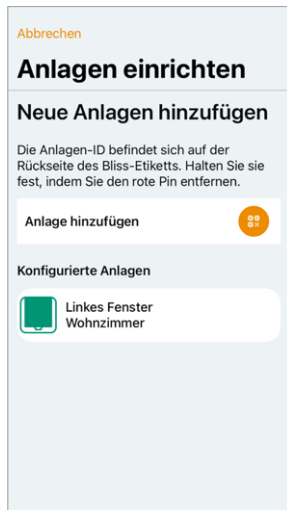 Abbrechen
Anlagen einrichten
Neue Anlagen hinzufügen
Die Anlagen-ID befindet sich auf der
Rückseite des Bliss-Etiketts. Halten Sie sie
fest, indem Sie den rote Pin entfernen.
Anlage hinzufügen
Konfigurierte Anlagen
Linkes Fenster
Wohnzimmer